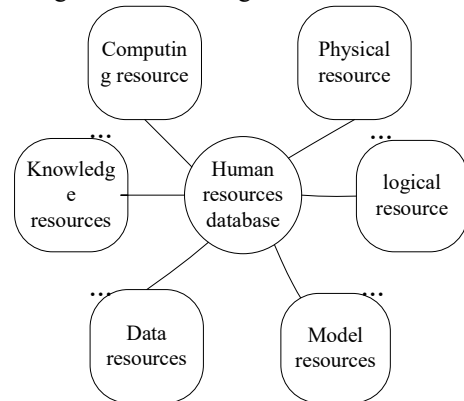 Computin
g resource
Physical
resource
...
...
Knowledg
e
resources
Human
resources
database
logical
resource
...
...
Data
resources
Model
resources